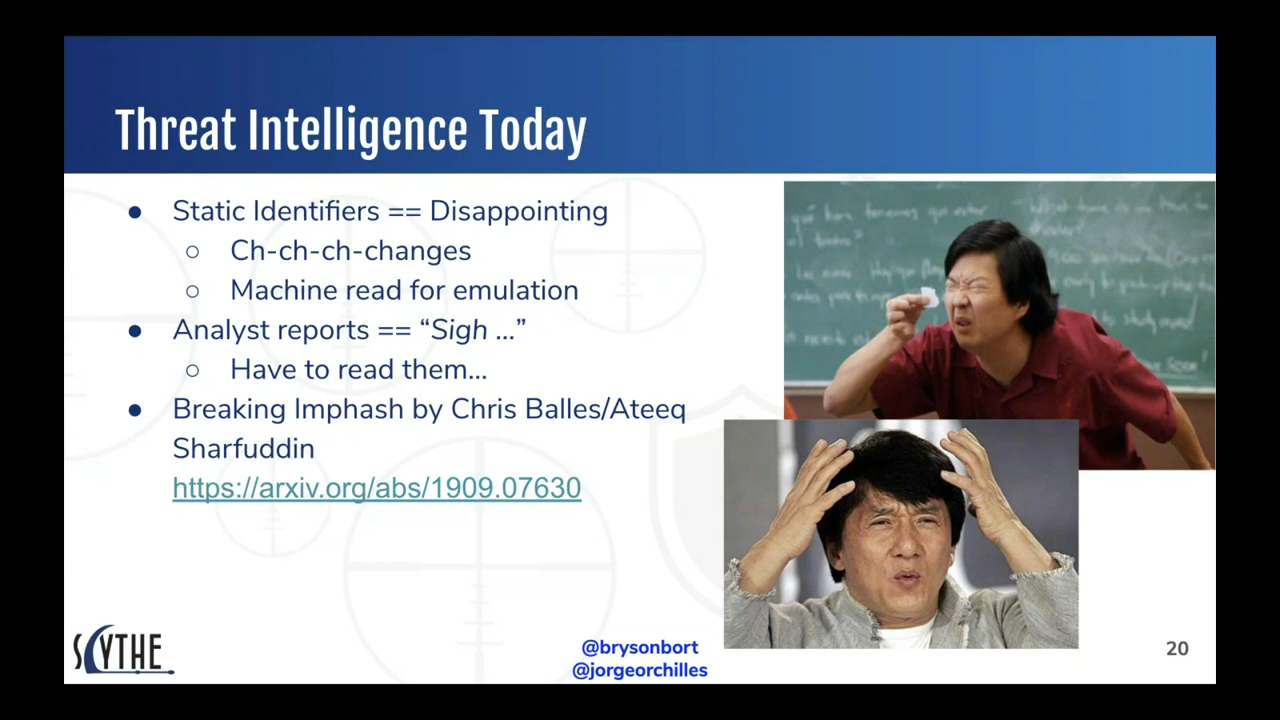 Threat Intelligence Today
● Static Identifiers == Disappointing
○ Ch-ch-ch-changes
○ Machine read for emulation
● Analyst reports == “Sigh ...”
○ Have to read them...
● Breaking Imphash by Chris Balles/Ateeq
Sharfuddin
https://arxiv.org/abs/1909.07630
SCYTHE
@brysonbort
@jorgeorchilles
20